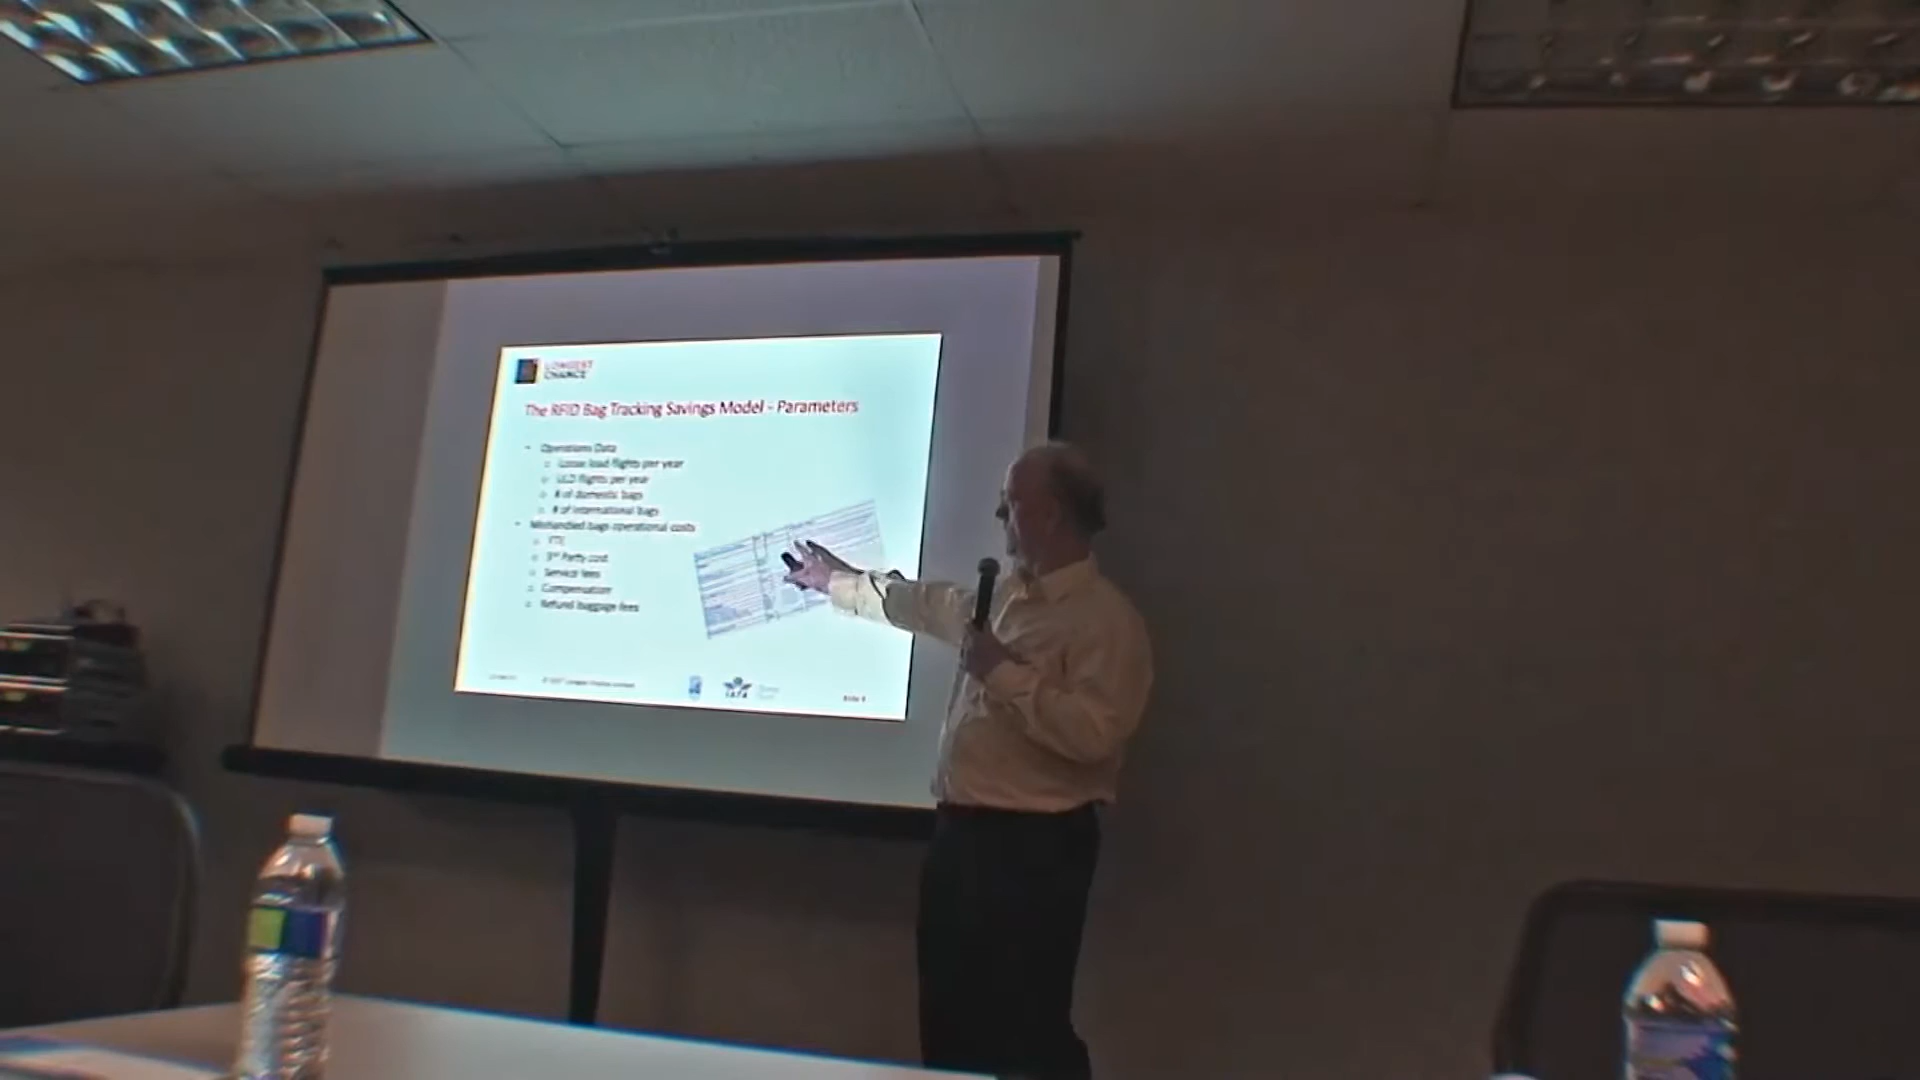 LONGEST
CHANCE
The RFID Bag Tracking Savings Model - Parameters
Operations Data
Loose load flights per year
ULD flights per year
# of domestic bags
# of international bags
Mishandled bags operational costs
FTE
3rd Party cost
Service fees
Compensation
Refund baggage fees
IATA
Slide